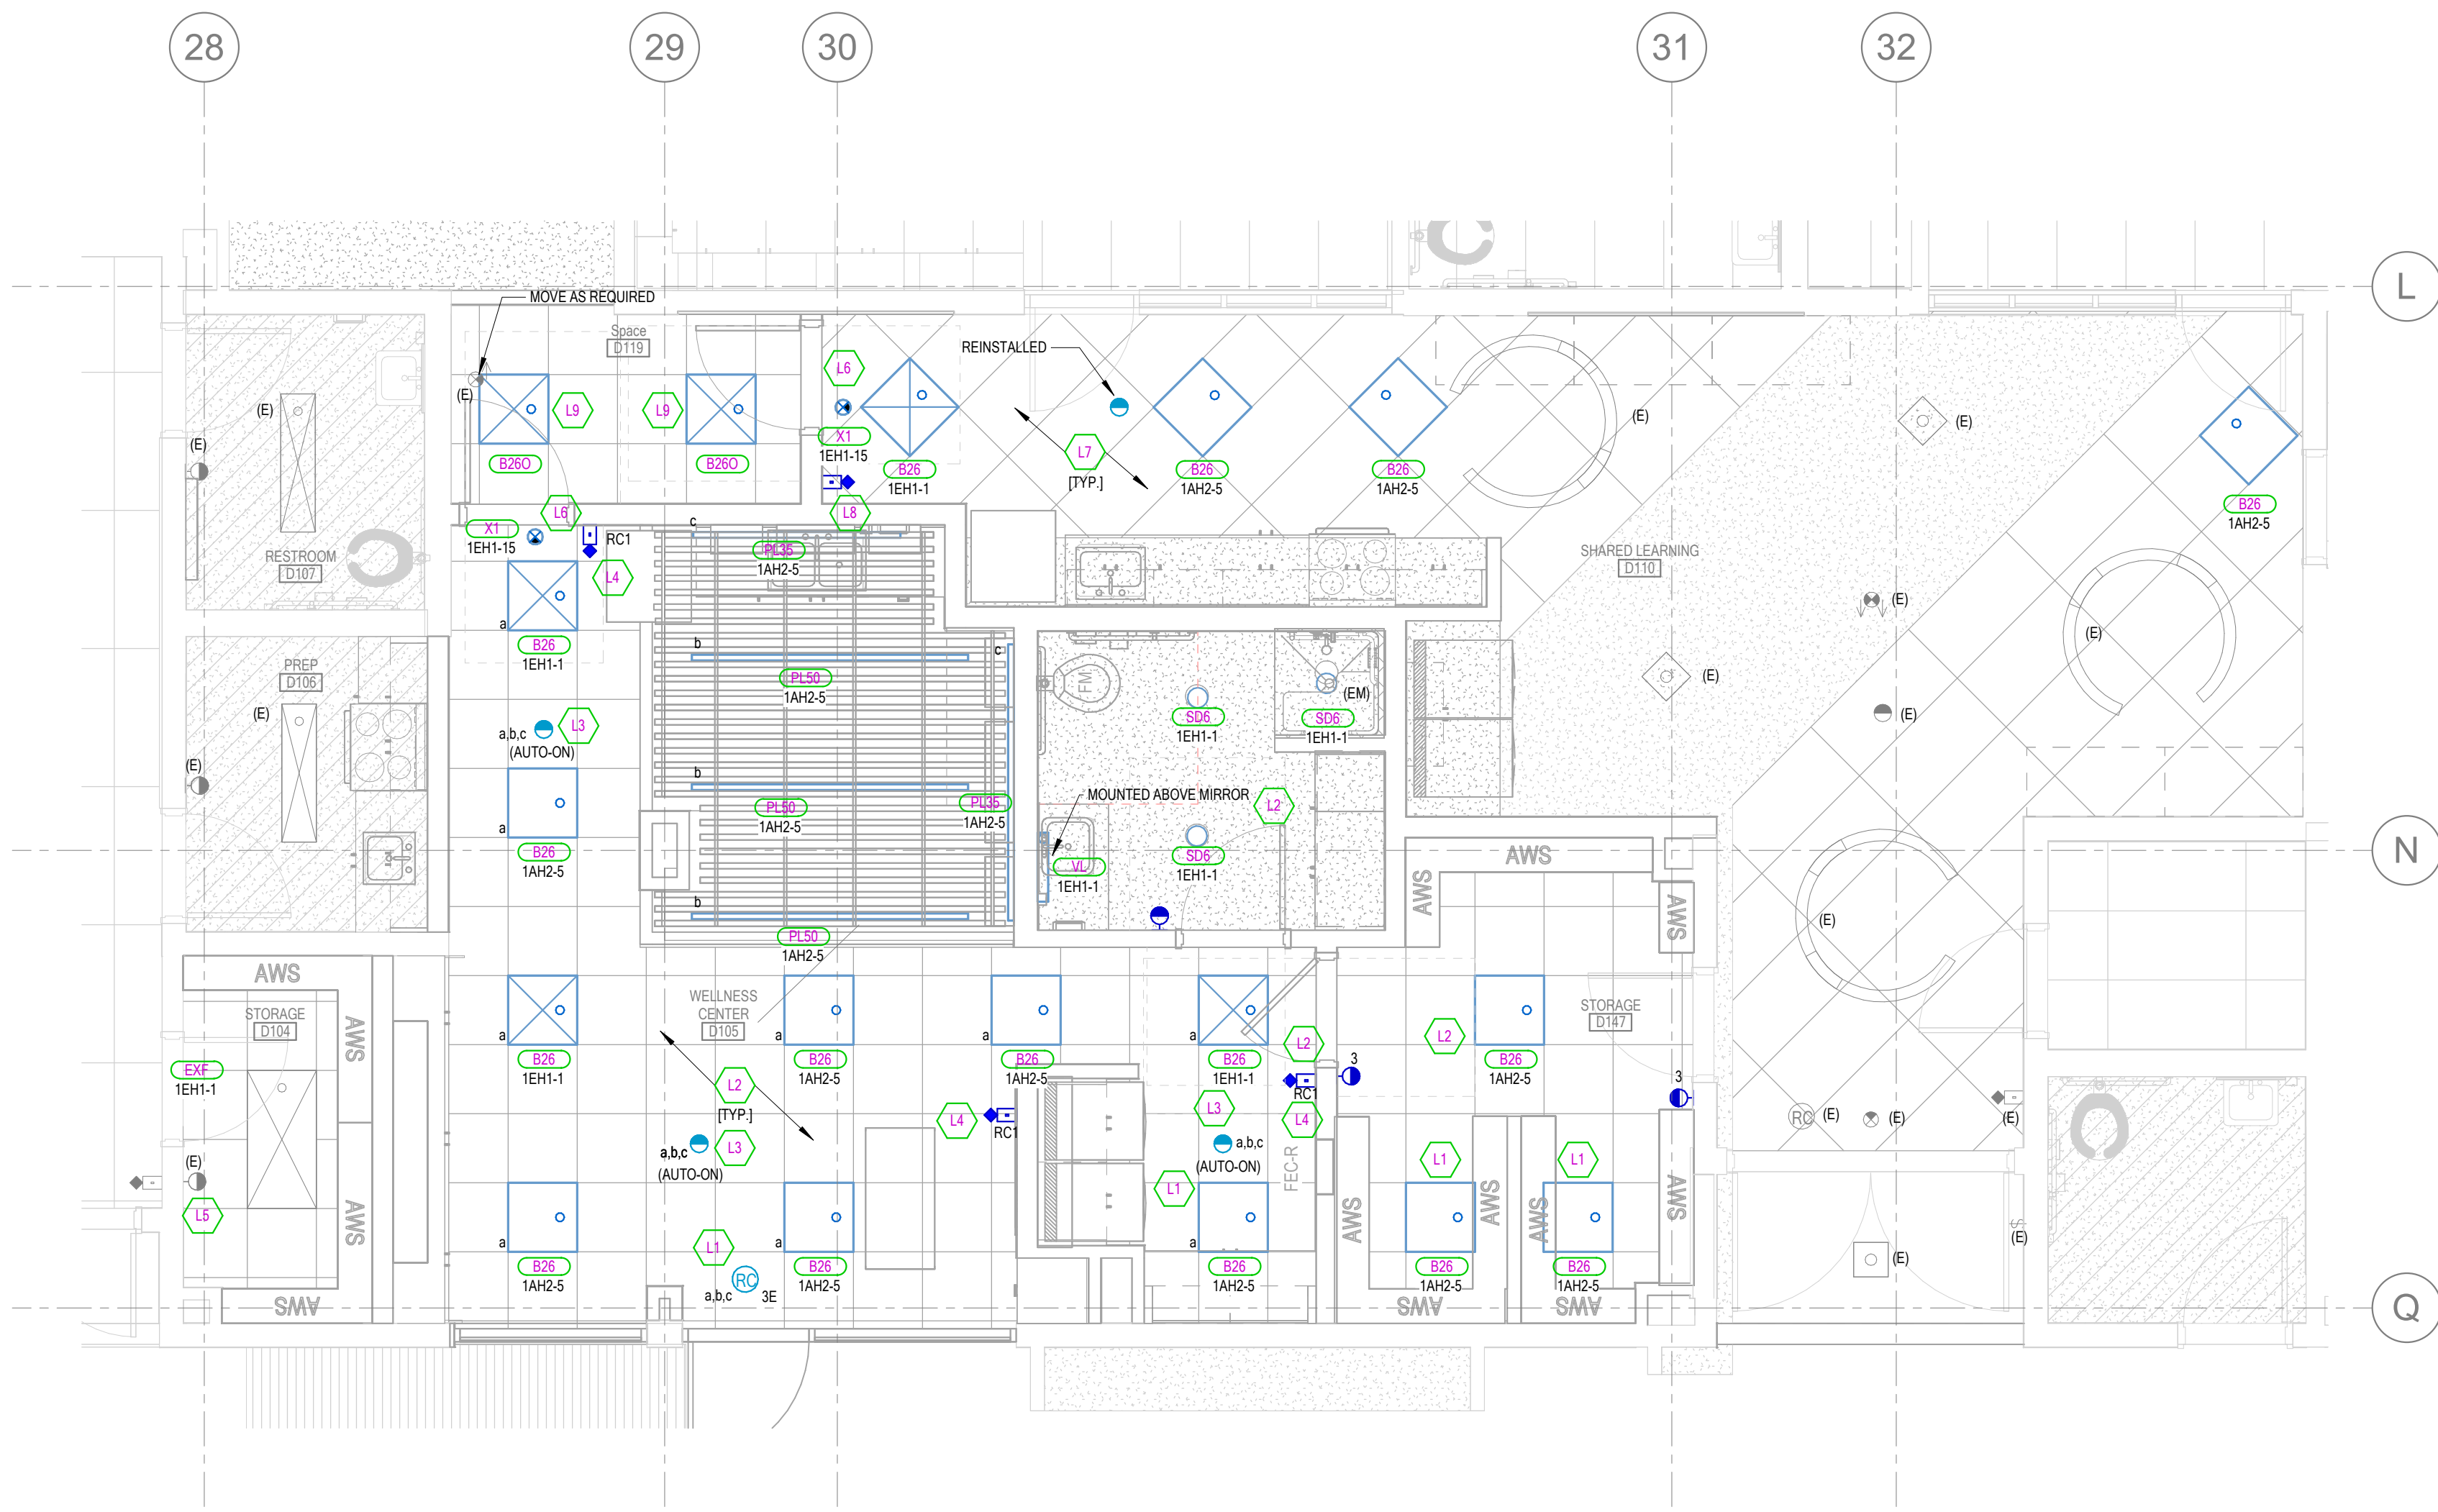 28
29
30
31
32
L
MOVE AS REQUIRED
Space
D119
REINSTALLED
L6
(E)
(E)
L9
L9
(E)
(E)
(E)
X1
1EH1-15
L7
[TYP.]
B26O
B26O
B26
1EH1-1
B26
1AH2-5
B26
1AH2-5
B26
1AH2-5
L6
L8
X1
1EH1-15
RC1
c
PL35
1AH2-5
RESTROOM
D107
L4
SHARED LEARNING
D110
(E)
(E)
a
B26
1EH1-1
b
c
PREP
D106
PL50
1AH2-5
FM
(EM)
(E)
(E)
SD6
1EH1-1
SD6
1EH1-1
(E)
L3
a,b,c
(AUTO-ON)
(E)
b
MOUNTED ABOVE MIRROR
L2
a
PL50
1AH2-5
PL35
1AH2-5
B26
1AH2-5
SD6
1EH1-1
VL
1EH1-1
N
AWS
AWS
AWS
b
(E)
PL50
1AH2-5
AWS
STORAGE
D104
AWS
WELLNESS
CENTER
D105
STORAGE
D147
a
a
a
a
B26
1EH1-1
B26
1AH2-5
B26
1AH2-5
B26
1EH1-1
L2
L2
B26
1AH2-5
EXF
1EH1-1
3
3
RC1
L2
[TYP.]
L4
RC1
L3
L4
RC
(E)
(E)
(E)
a,b,c
(AUTO-ON)
L3
a,b,c
(AUTO-ON)
FEC-R
L1
L1
L1
(E)
L5
AWS
AWS
AWS
AWS
AWS
a
a
a
L1
B26
1AH2-5
B26
1AH2-5
B26
1AH2-5
B26
1AH2-5
B26
1AH2-5
S
(E)
(E)
RC
a,b,c
3E
AWS
AWS
AWS
Q